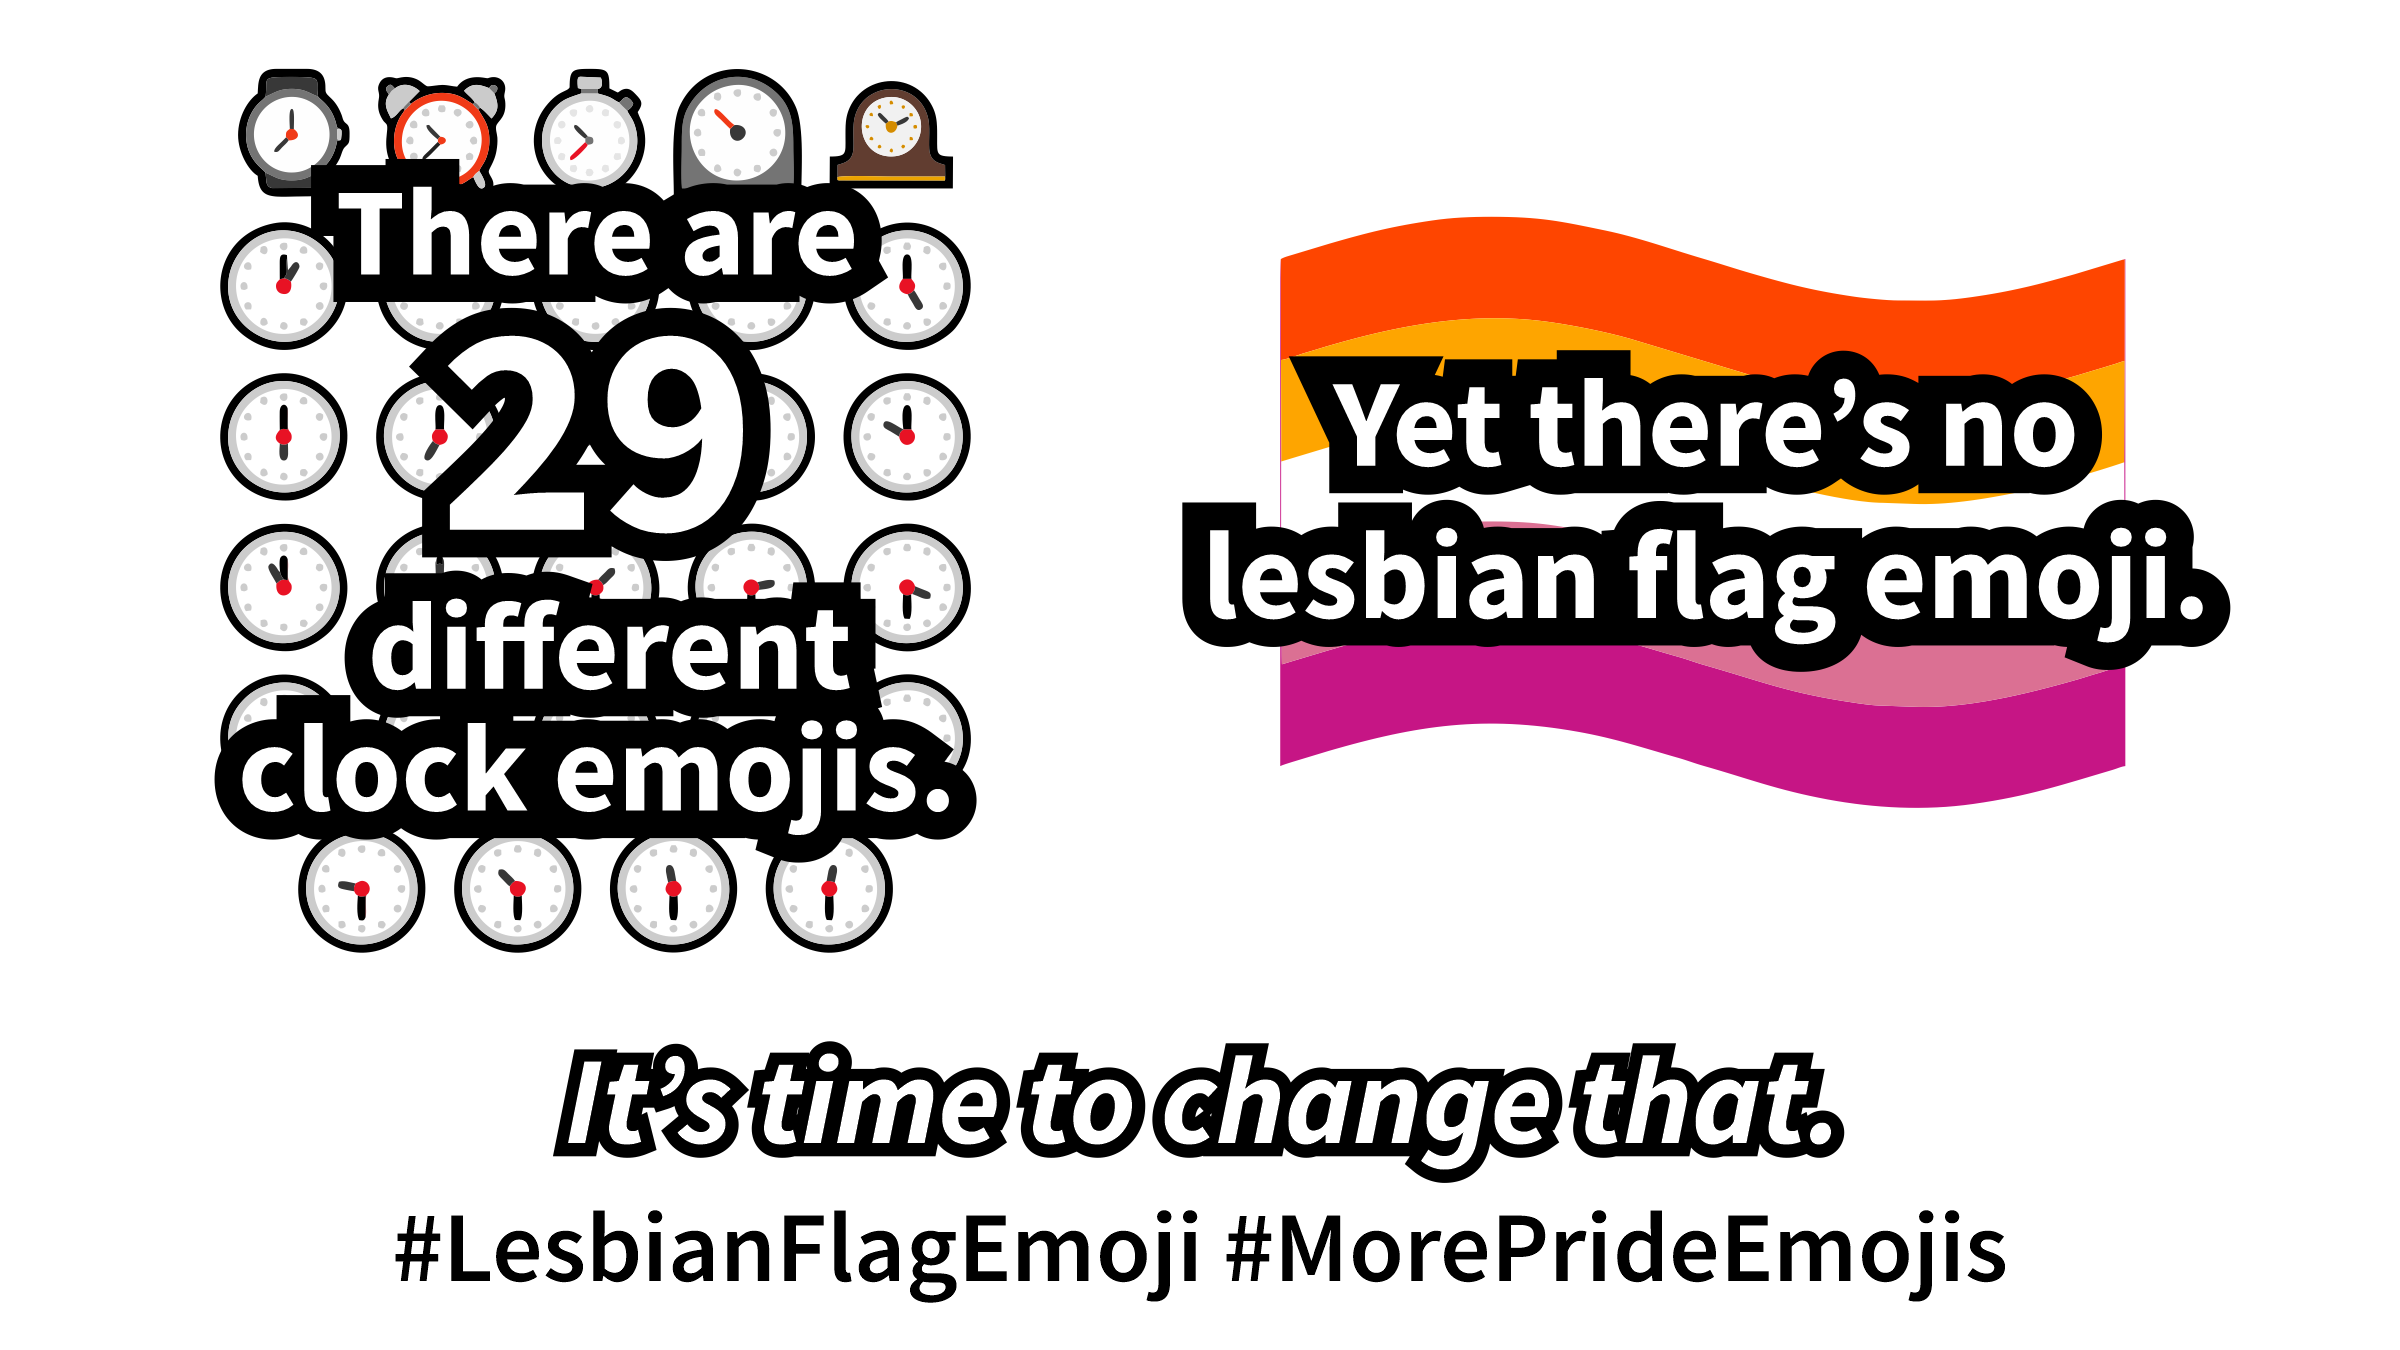 There are
29
different
clock emojis.
Yet there’s no
lesbian flag emoji.
It’s time to change that.
#LesbianFlagEmoji #MorePrideEmojis